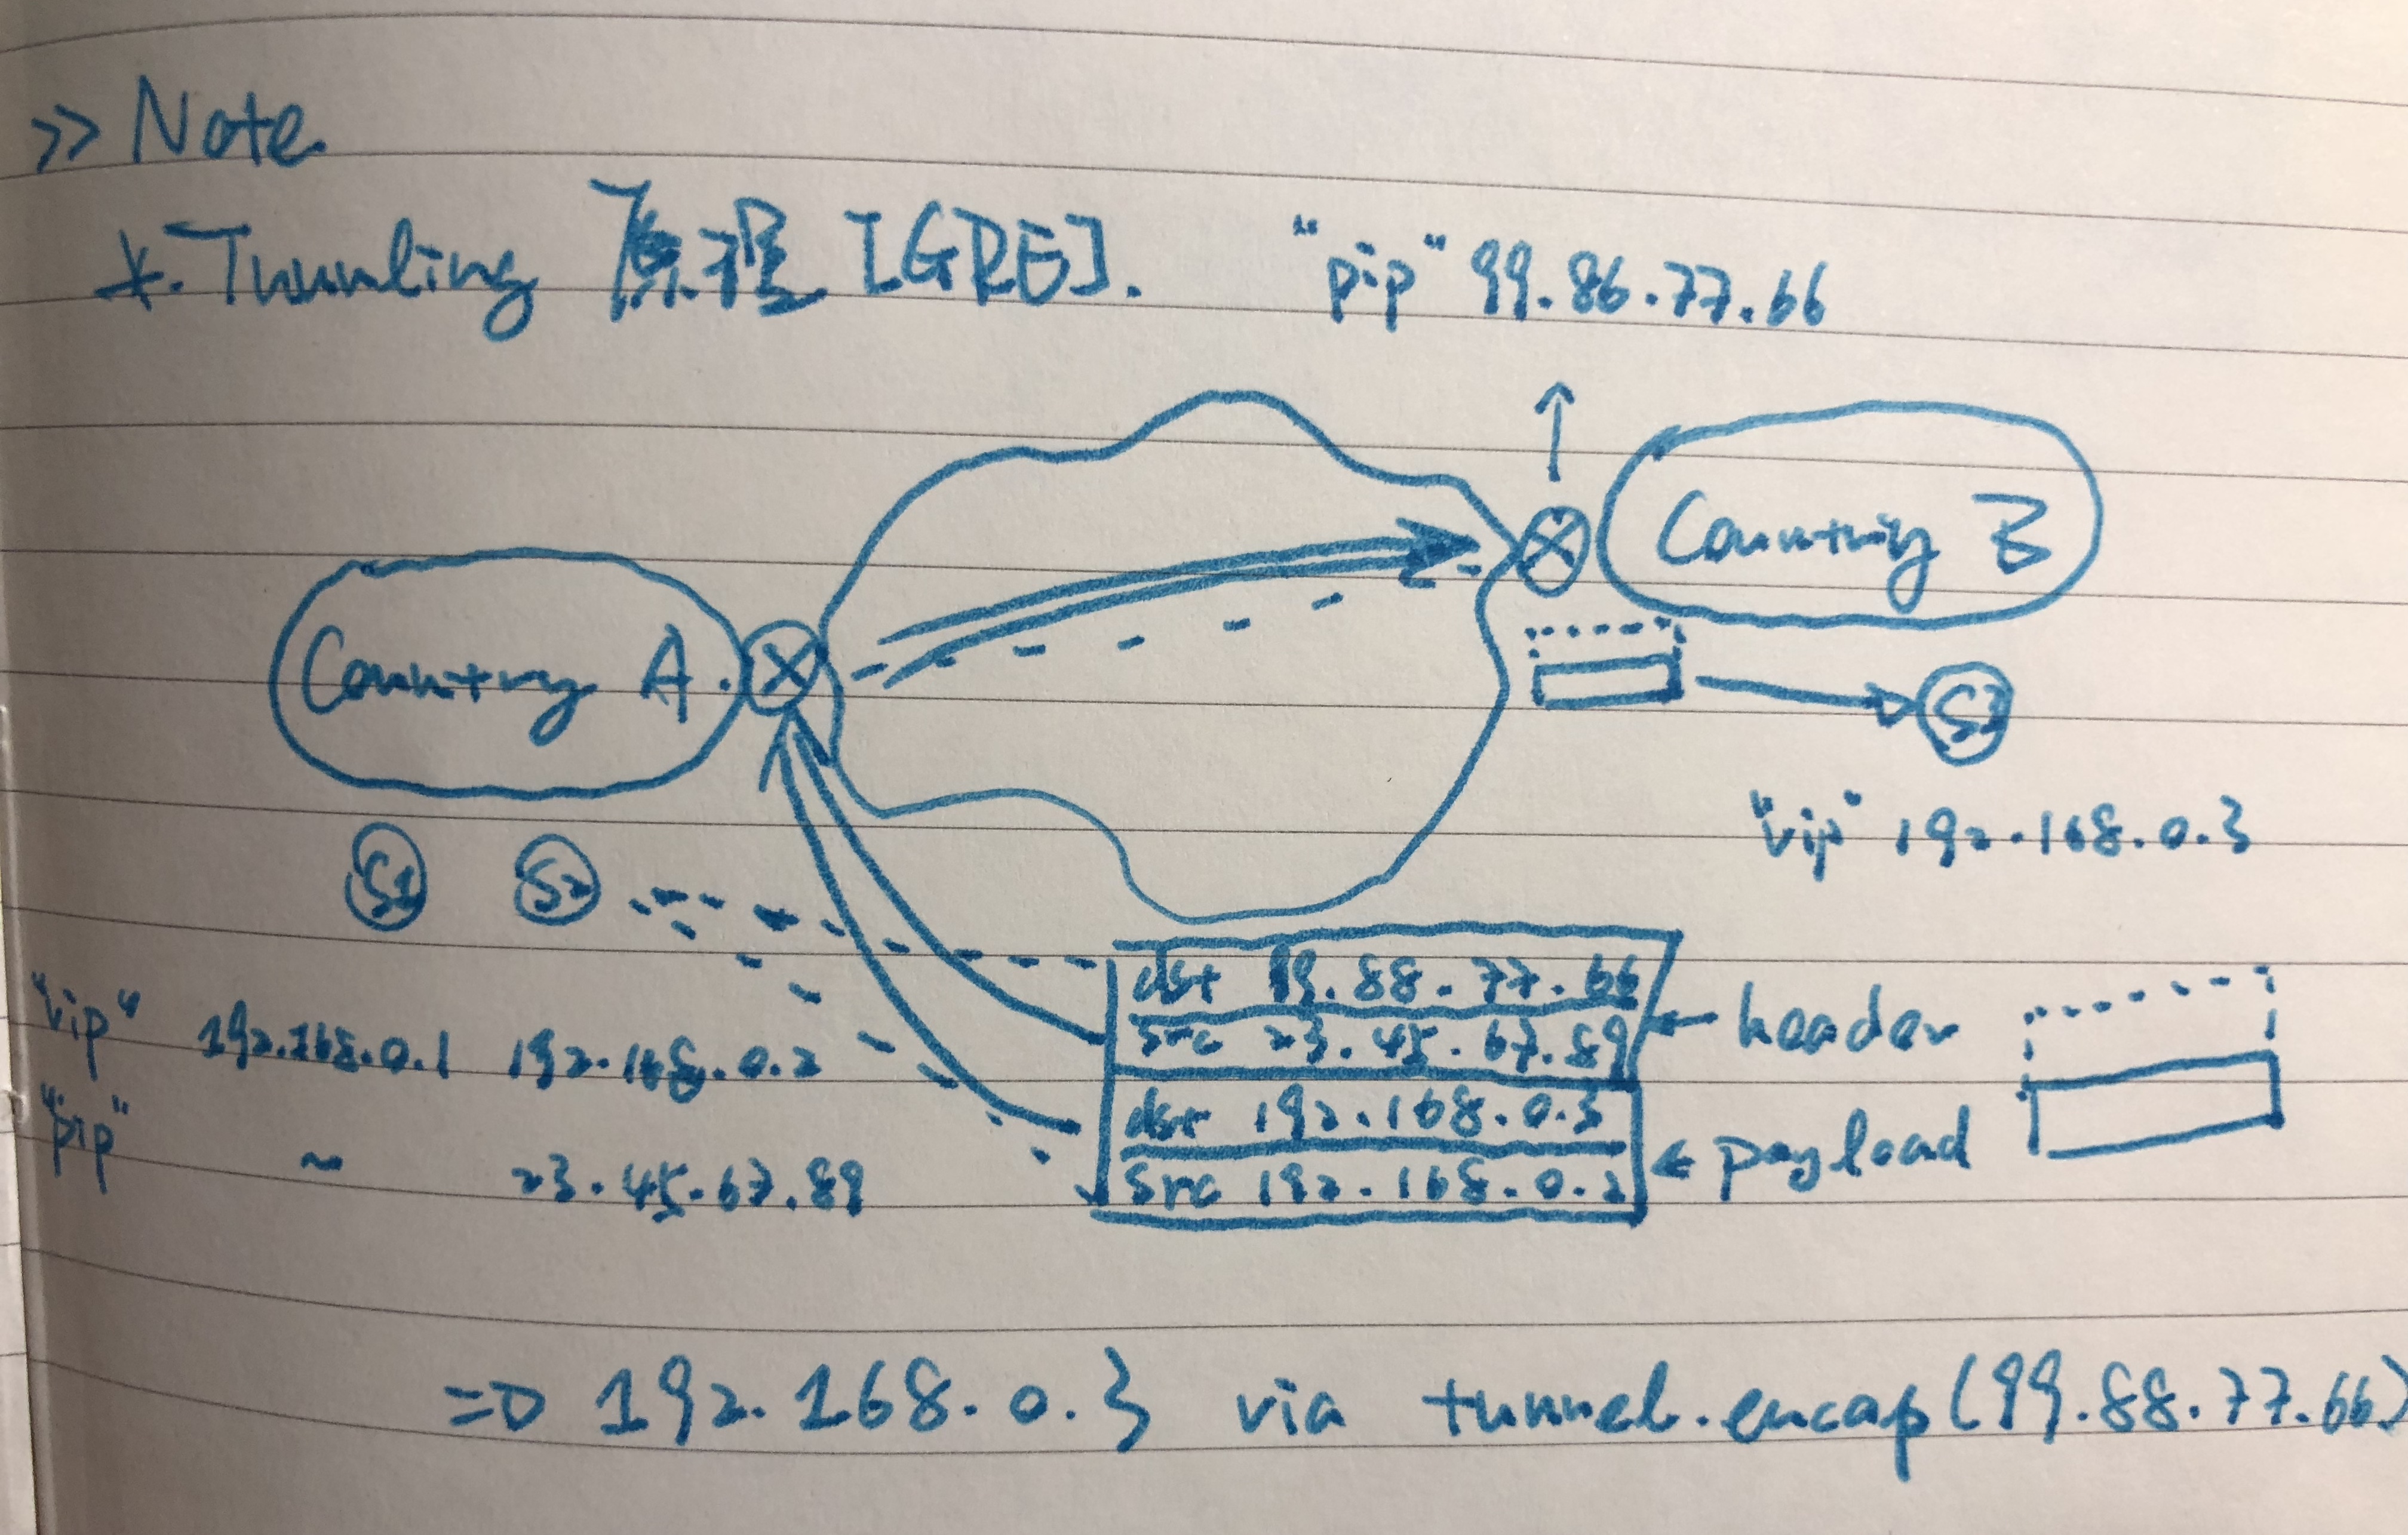 >> Note
*. Tunnling 原理 [GRE].
"pip" 99.86.77.66
Country A.
Country B
S1
S2
S3
"vip" 192.168.0.3
"vip" 192.168.0.1 192.168.0.2
"pip" ~ 23.45.67.89
dst 99.88.77.66
src 23.45.67.89
← header
dst 192.168.0.3
src 192.168.0.2
← payload
=> 192.168.0.3 via tunnel.encap(99.88.77.66)